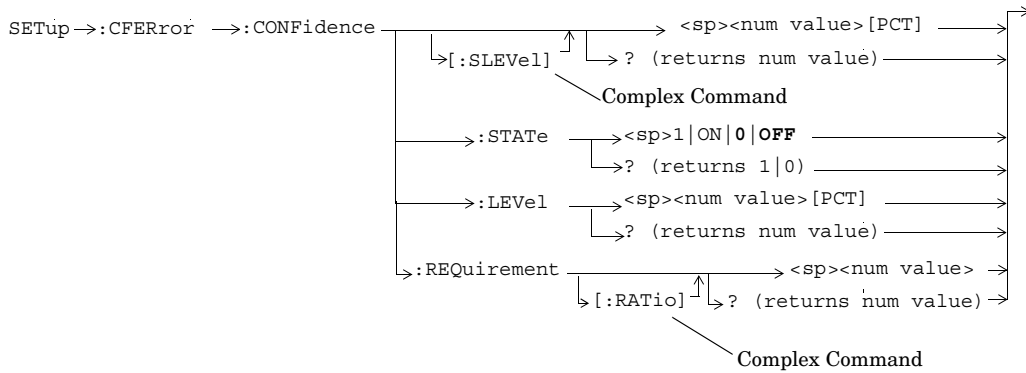 SETup :CFERror :CONFidence <sp><num value>[PCT]
[:SLEVel] ? (returns num value)
Complex Command
:STATe <sp>1|ON|0|OFF
? (returns 1|0)
:LEVel <sp><num value>[PCT]
? (returns num value)
:REQuirement <sp><num value>
[:RATio] ? (returns num value)
Complex Command